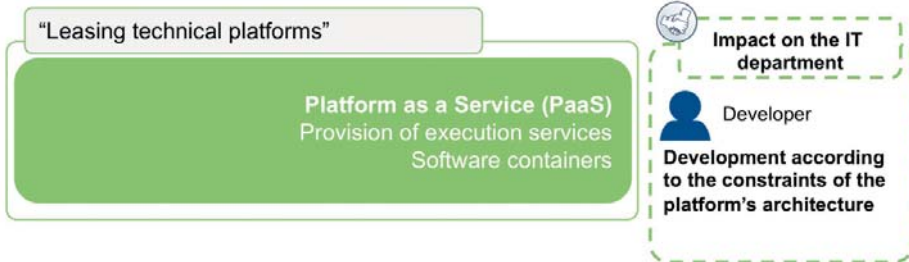 “Leasing technical platforms”
Platform as a Service (PaaS)
Provision of execution services
Software containers
Impact on the IT
department
Developer
Development according
to the constraints of the
platform’s architecture